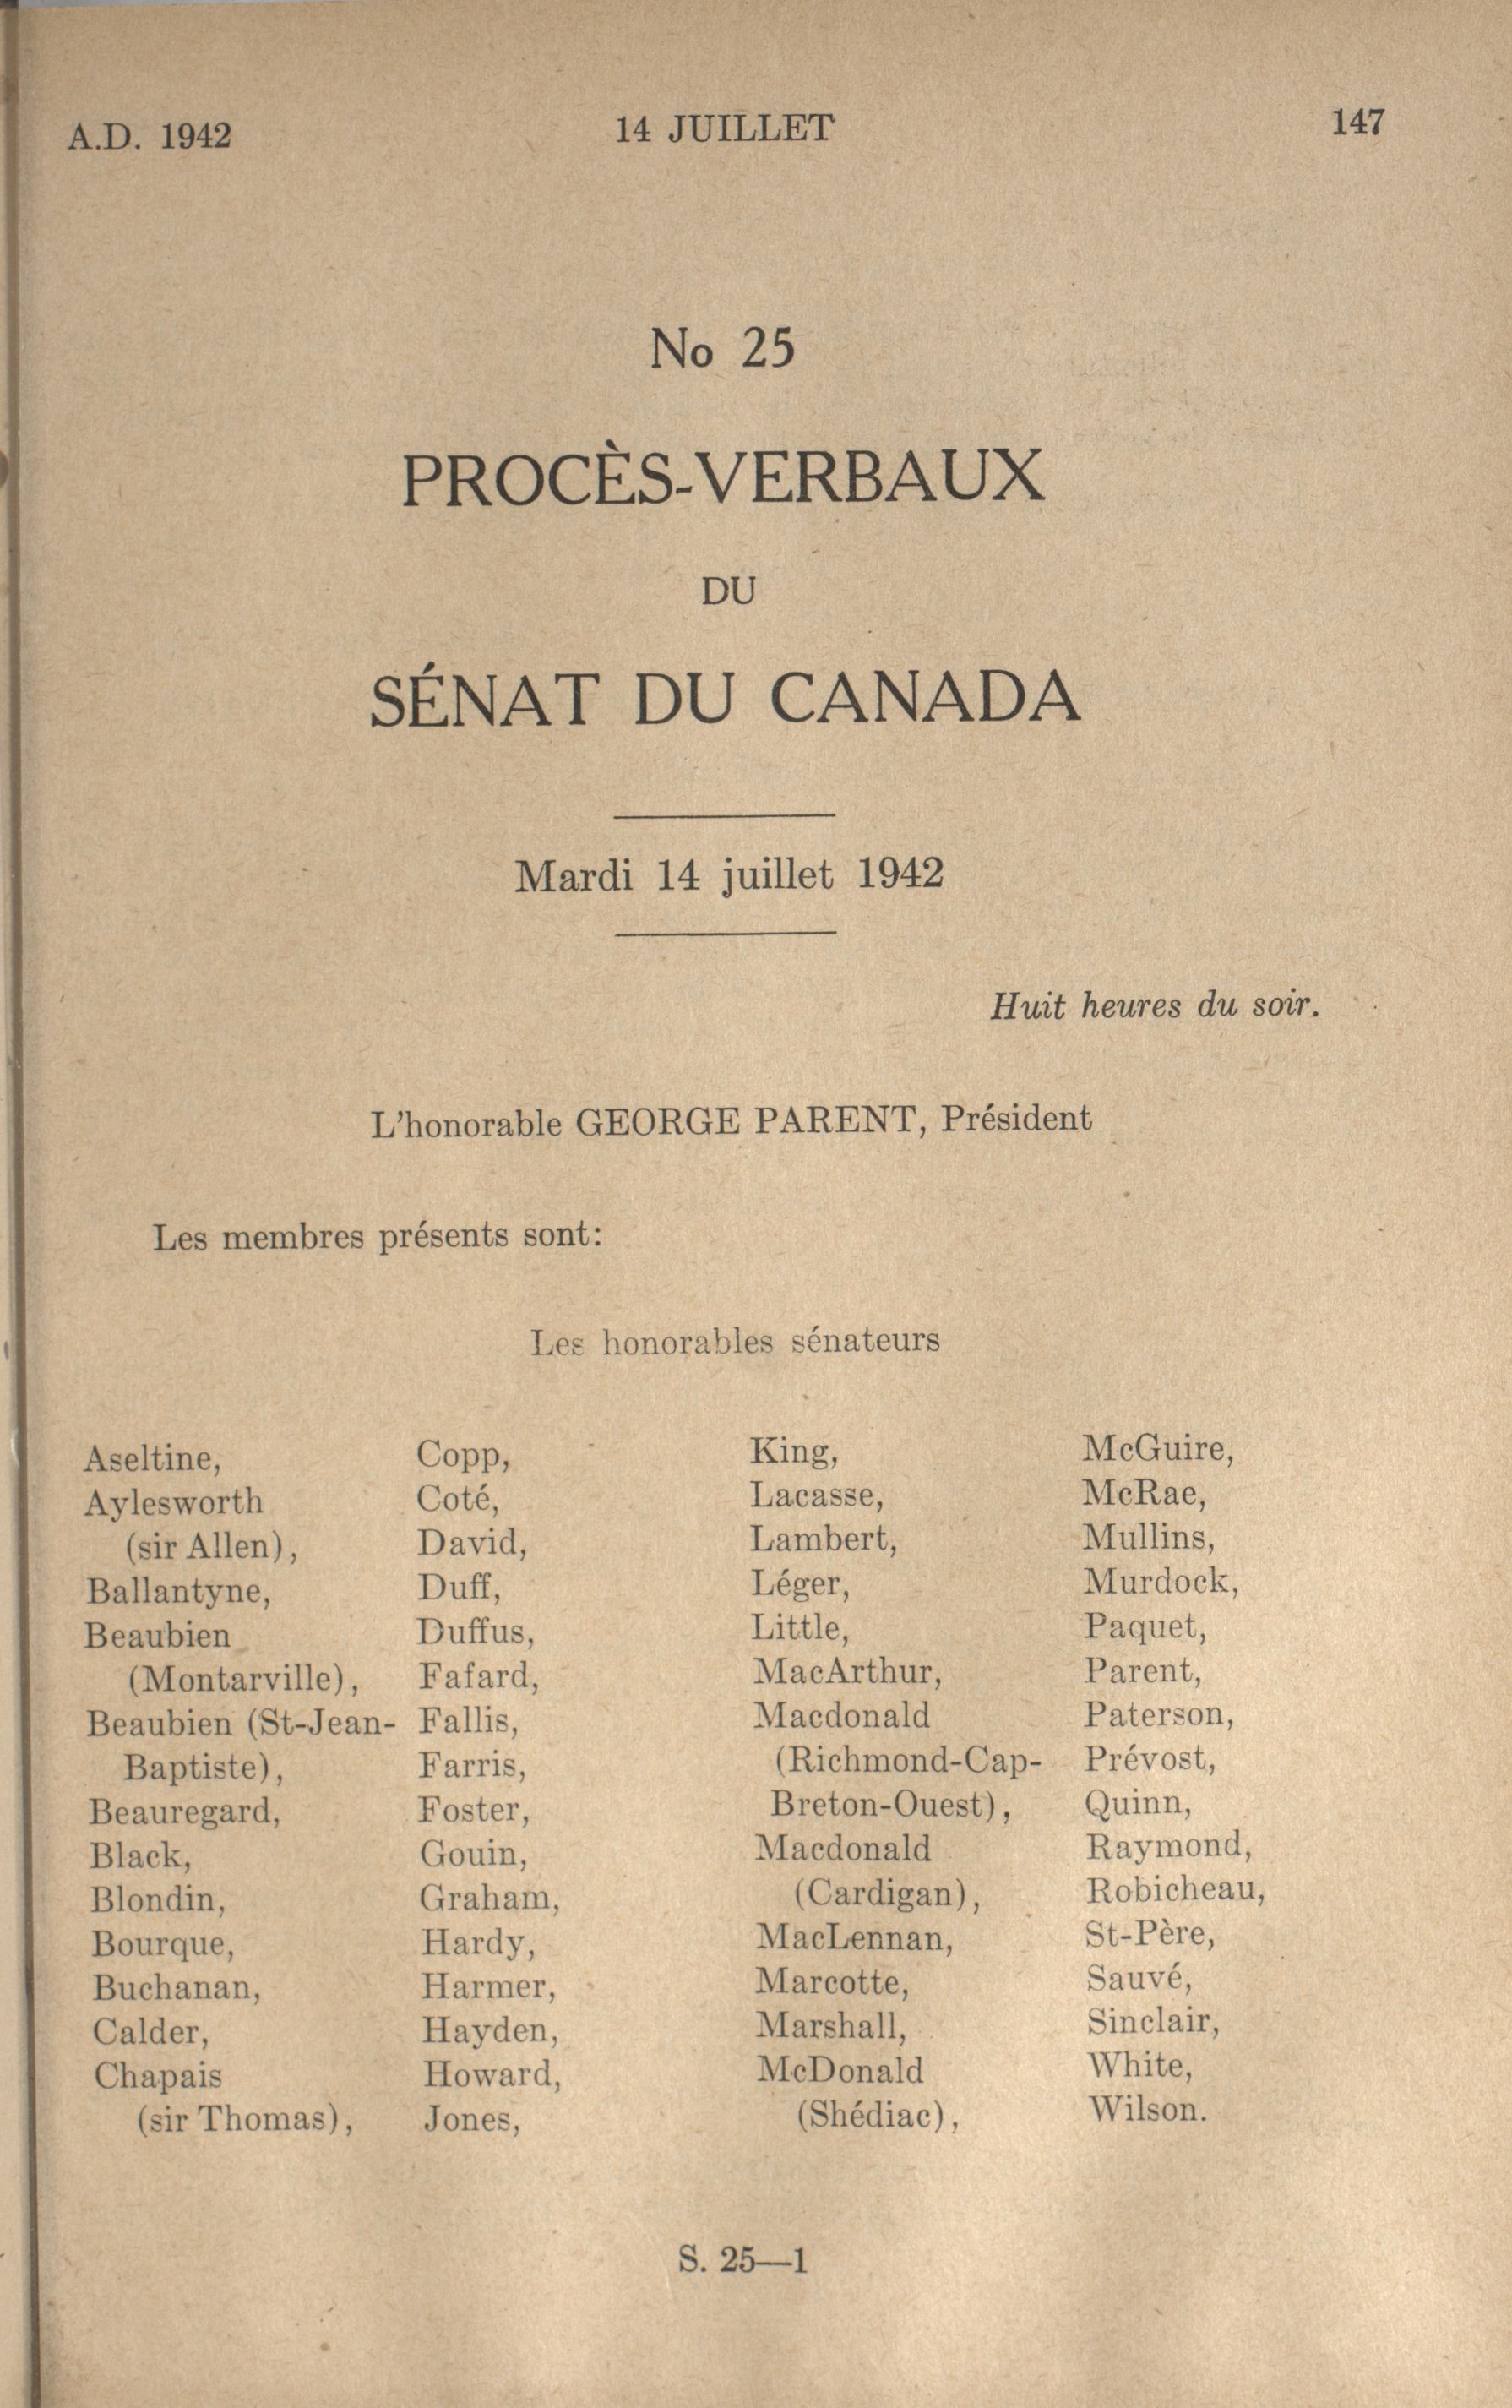 A.D. 1942 14 JUILLET 147
No 25
PROCÈS-VERBAUX
DU
SÉNAT DU CANADA
Mardi 14 juillet 1942
Huit heures du soir.
L'honorable GEORGE PARENT, Président
Les membres présents sont:
Les honorables sénateurs
Aseltine,
Aylesworth
(sir Allen),
Ballantyne,
Beaubien
(Montarville),
Beaubien (St-Jean-
Baptiste),
Beauregard,
Black,
Blondin,
Bourque,
Buchanan,
Calder,
Chapais
(sir Thomas),
Copp,
Coté,
David,
Duff,
Duffus,
Fafard,
Fallis,
Farris,
Foster,
Gouin,
Graham,
Hardy,
Harmer,
Hayden,
Howard,
Jones,
King,
Lacasse,
Lambert,
Léger,
Little,
MacArthur,
Macdonald
(Richmond-Cap-
Breton-Ouest),
Macdonald
(Cardigan),
MacLennan,
Marcotte,
Marshall,
McDonald
(Shédiac),
McGuire,
McRae,
Mullins,
Murdock,
Paquet,
Parent,
Paterson,
Prévost,
Quinn,
Raymond,
Robicheau,
St-Père,
Sauvé,
Sinclair,
White,
Wilson.
S. 25—1